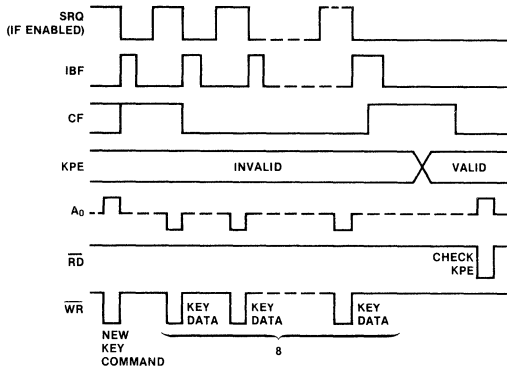 SRQ
(IF ENABLED)
IBF
CF
KPE
INVALID
VALID
A0
RD
CHECK
KPE
WR
KEY
DATA
KEY
DATA
KEY
DATA
NEW
KEY
COMMAND
8